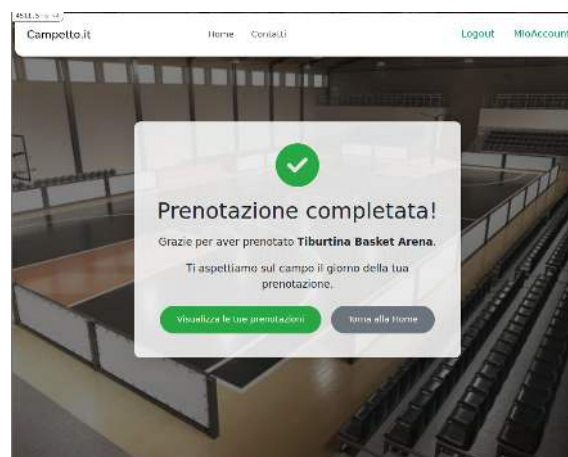 Campetto.it
Home Contatti
Logout MioAccount
Prenotazione completata!
Grazie per aver prenotato Tiburtina Basket Arena.
Ti aspettiamo sul campo il giorno della tua
prenotazione.
Visualizza le tue prenotazioni
Torna alla Home